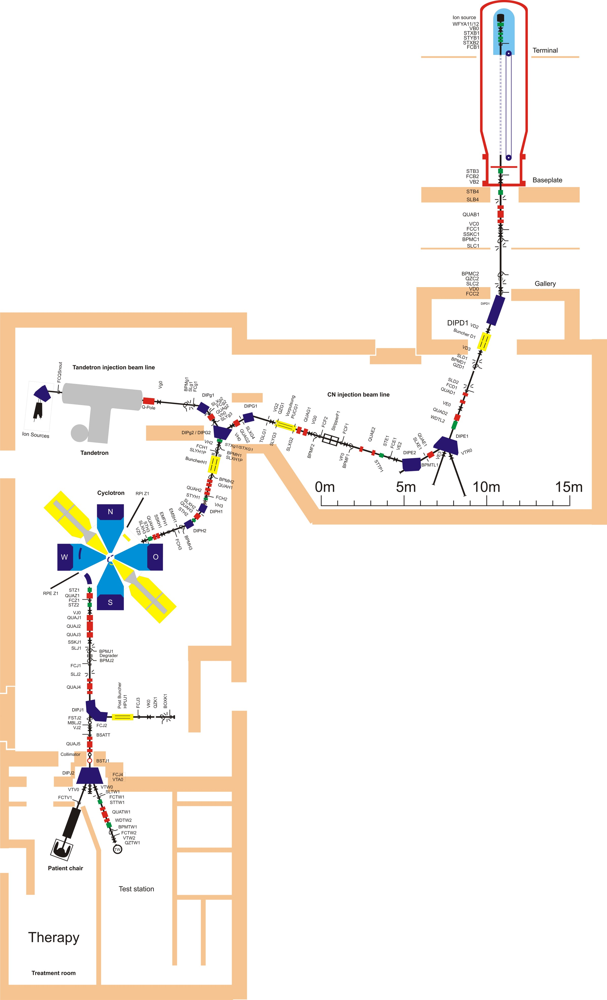 Ion source
WFYA11/12
VB0
STXB1
STYB1
STXB2
FCB1
Terminal
STB3
FCB2
VB2
Baseplate
STB4
SLB4
QUAB1
VC0
FCC1
SSKC1
BPMC1
SLC1
BPMC2
QZC2
SLC2
VD0
FCC2
Gallery
DIPD1
DIPD1
VD2
Buncher D1
VD3
SLD1
BPMD1
QZD1
SLD2
FCD1
QUAD1
VE0
QUAD2
WDTL2
DIPE1
VTR0
VE3
QUAE1
SLXE1
BPMTL1
DIPE2
VE2
FCE1
STE1
STTP1
QUAE2
FCF1
VF0
BPMF1
StripperF1
FCF2
BPMF2
VG0
QUAG1
Vorpulsung
PUCG1
SLXG2
VG2
QZG1
SLYG3
TGLG1
CN injection beam line
DIPG1
SLXG4
QUAG2
VH0
0m
5m
10m
15m
Tandetron injection beam line
FCQSnout
Ion Sources
Tandetron
Q-Pole
Vg0
BPMg1
SLg1
FCg1
DIPg1
SLXg2
FCg2
QUAg2
Vh0
SLYg3
DIPg2 / DIPG2
STXg1/STXG1
VH2
FCH1
SLYH1P
BPMH1
SLXH1P
BuncherH1
BPMH2
QUAH1
QUAH2
STYH1
FCH2
VH3
SLXH2
QUAH3
STH2
DIPH1
DIPH2
EMSH1
BPMH3
FCH3
EMFH1
SSKH1
QUAH4
STH3
SLXH3
VZ0
Cyclotron
RPI Z1
N
W
O
S
RPE Z1
STZ1
QUAZ1
FCZ1
STZ2
VJ0
QUAJ1
QUAJ2
QUAJ3
SSKJ1
SLJ1
BPMJ1
Degrader
BPMJ2
FCJ1
SLJ2
QUAJ4
DIPJ1
Post Buncher
HPUJ1
FCJ3
VK0
QZK1
BOXK1
FSTJ2
MBLJ2
VJ2
FCJ2
BSATT
QUAJ5
Collimator
BSTJ1
DIPJ2
FCJ4
VTA0
VTV0
VTW0
SLTW1
FCTV1
FCTW1
STTW1
QUATW1
WDTW2
BPMTW1
FCTW2
VTW2
QZTW1
TW
Patient chair
Test station
Therapy
Treatment room